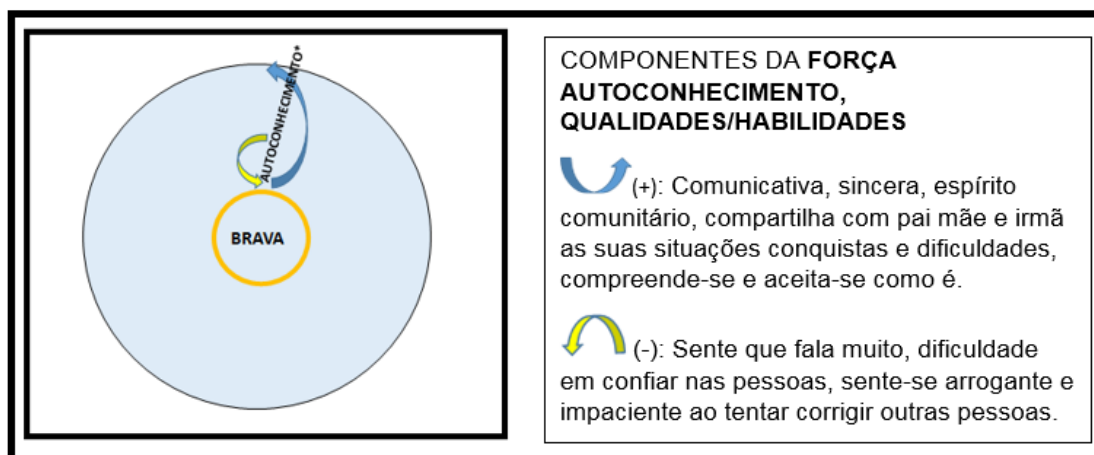 AUTOCONHECIMENTO*
BRAVA
COMPONENTES DA FORÇA
AUTOCONHECIMENTO,
QUALIDADES/HABILIDADES
(+): Comunicativa, sincera, espírito
comunitário, compartilha com pai mãe e irmã
as suas situações conquistas e dificuldades,
compreende-se e aceita-se como é.
(-): Sente que fala muito, dificuldade
em confiar nas pessoas, sente-se arrogante e
impaciente ao tentar corrigir outras pessoas.